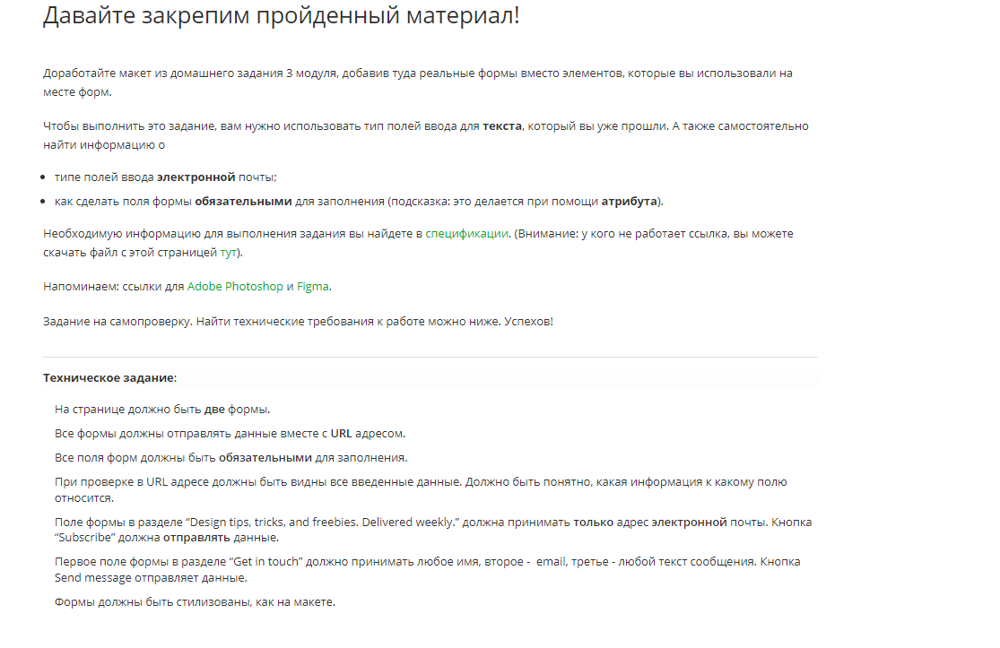 Давайте закрепим пройденный материал!
Доработайте макет из домашнего задания 3 модуля, добавив туда реальные формы вместо элементов, которые вы использовали на
месте форм.
Чтобы выполнить это задание, вам нужно использовать тип полей ввода для текста, который вы уже прошли. А также самостоятельно
найти информацию о
типе полей ввода электронной почты;
как сделать поля формы обязательными для заполнения (подсказка: это делается при помощи атрибута).
Необходимую информацию для выполнения задания вы найдете в спецификации. (Внимание: у кого не работает ссылка, вы можете
скачать файл с этой страницей тут).
Напоминаем: ссылки для Adobe Photoshop и Figma.
Задание на самопроверку. Найти технические требования к работе можно ниже. Успехов!
Техническое задание:
На странице должно быть две формы.
Все формы должны отправлять данные вместе с URL адресом.
Все поля форм должны быть обязательными для заполнения.
При проверке в URL адресе должны быть видны все введенные данные. Должно быть понятно, какая информация к какому полю
относится.
Поле формы в разделе “Design tips, tricks, and freebies. Delivered weekly.” должна принимать только адрес электронной почты. Кнопка
“Subscribe” должна отправлять данные.
Первое поле формы в разделе “Get in touch” должно принимать любое имя, второе - email, третье - любой текст сообщения. Кнопка
Send message отправляет данные.
Формы должны быть стилизованы, как на макете.